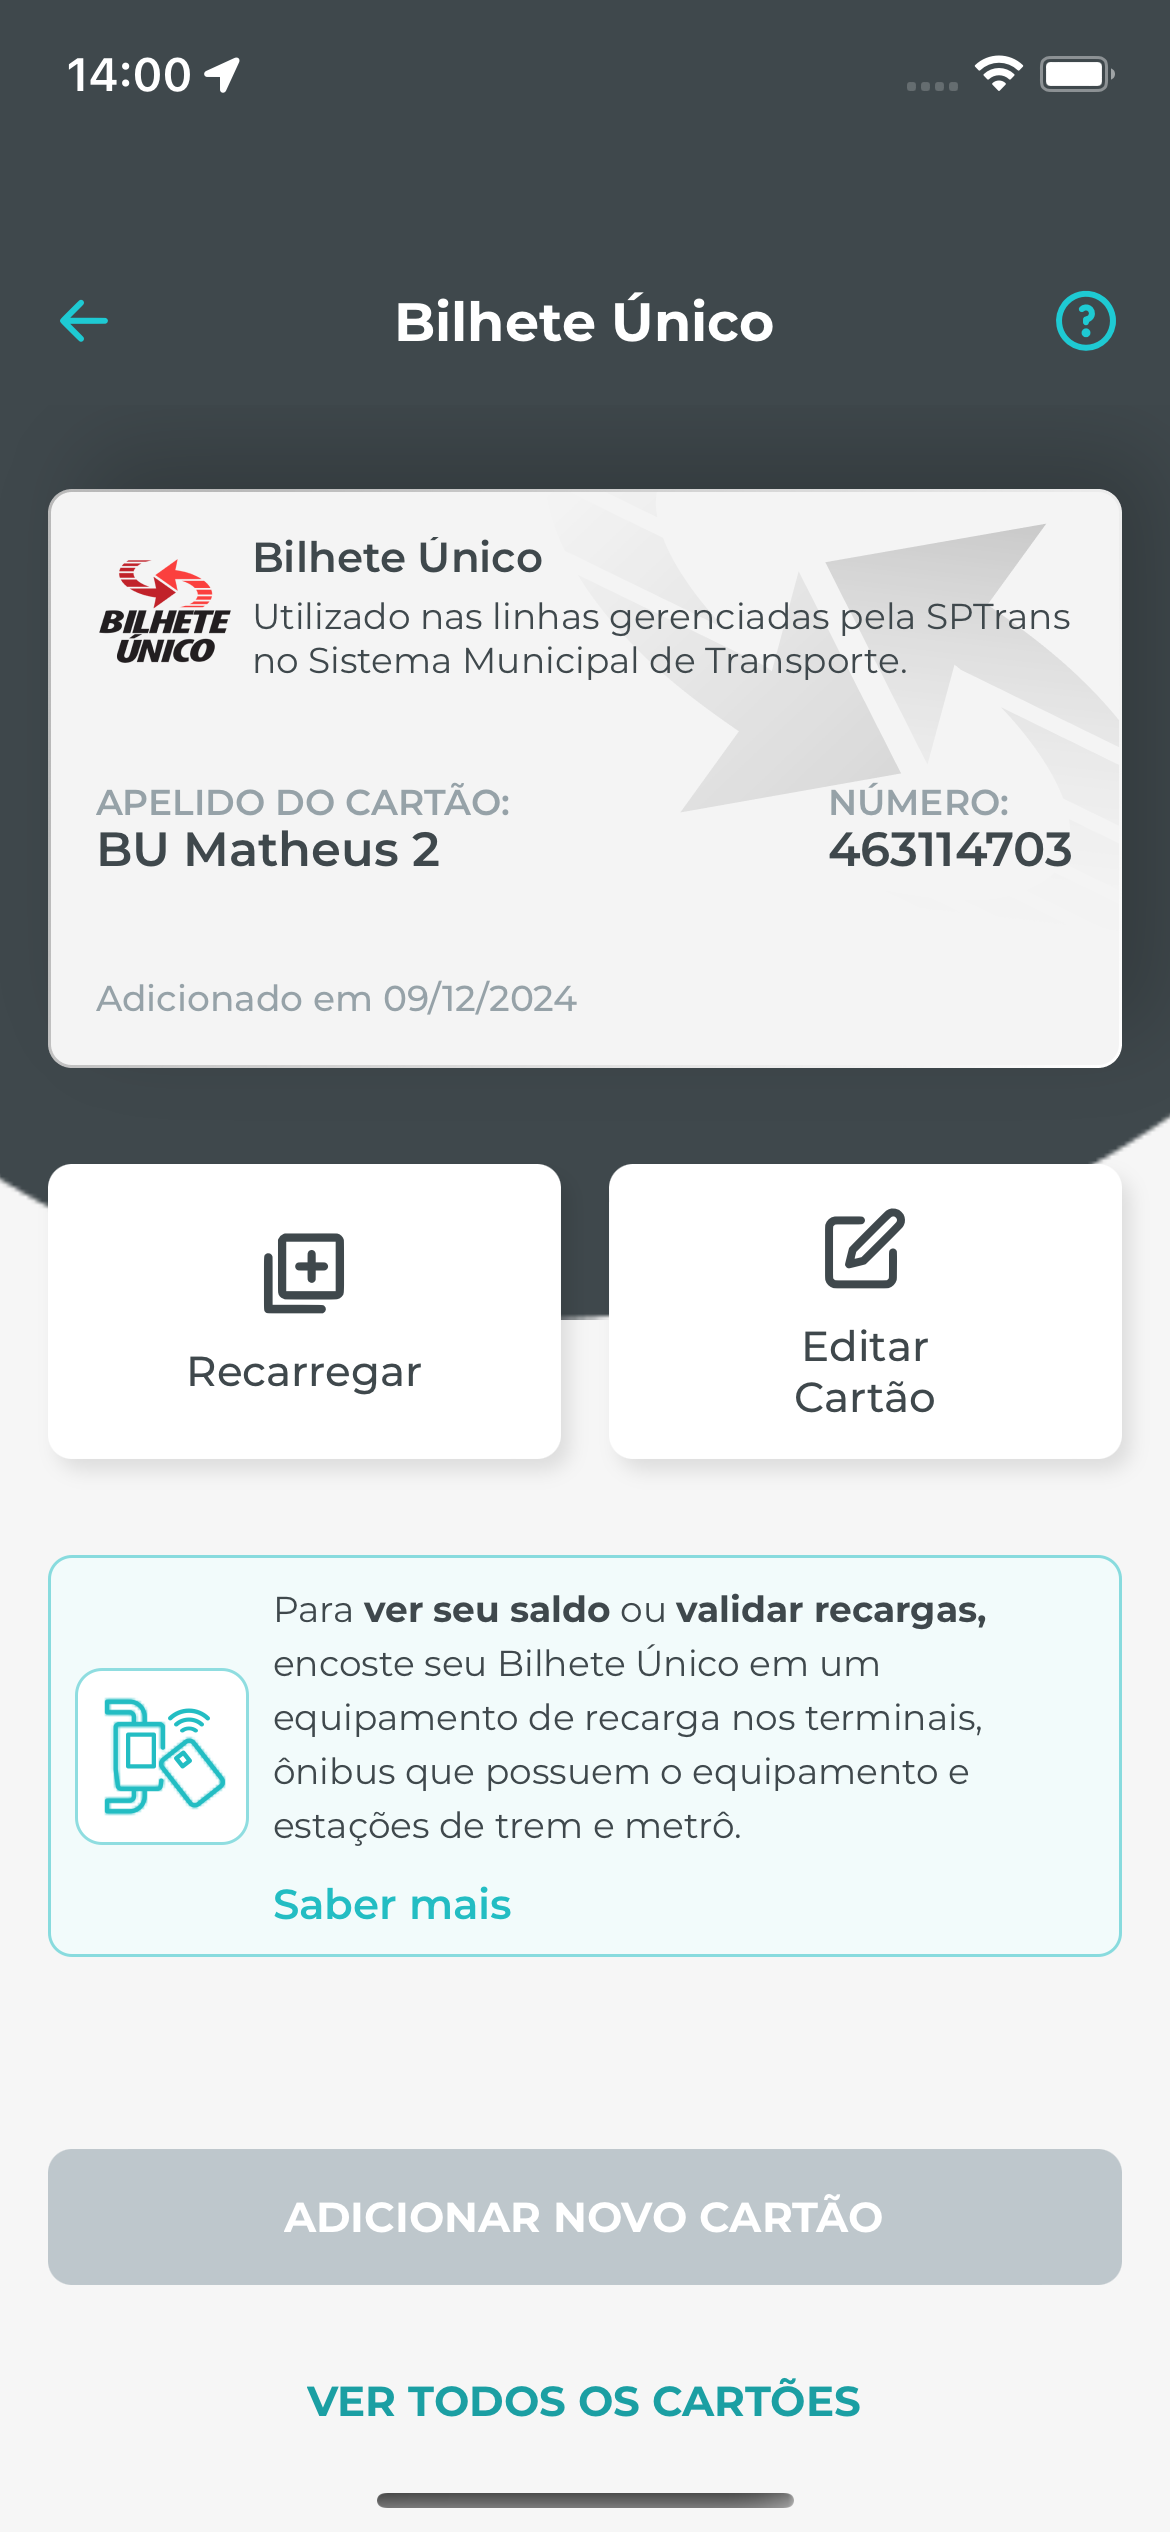 14:00
Bilhete Único
BILHETE
ÚNICO
Bilhete Único
Utilizado nas linhas gerenciadas pela SPTrans
no Sistema Municipal de Transporte.
APELIDO DO CARTÃO:
BU Matheus 2
NÚMERO:
463114703
Adicionado em 09/12/2024
Recarregar
Editar
Cartão
Para ver seu saldo ou validar recargas,
encoste seu Bilhete Único em um
equipamento de recarga nos terminais,
ônibus que possuem o equipamento e
estações de trem e metrô.
Saber mais
ADICIONAR NOVO CARTÃO
VER TODOS OS CARTÕES